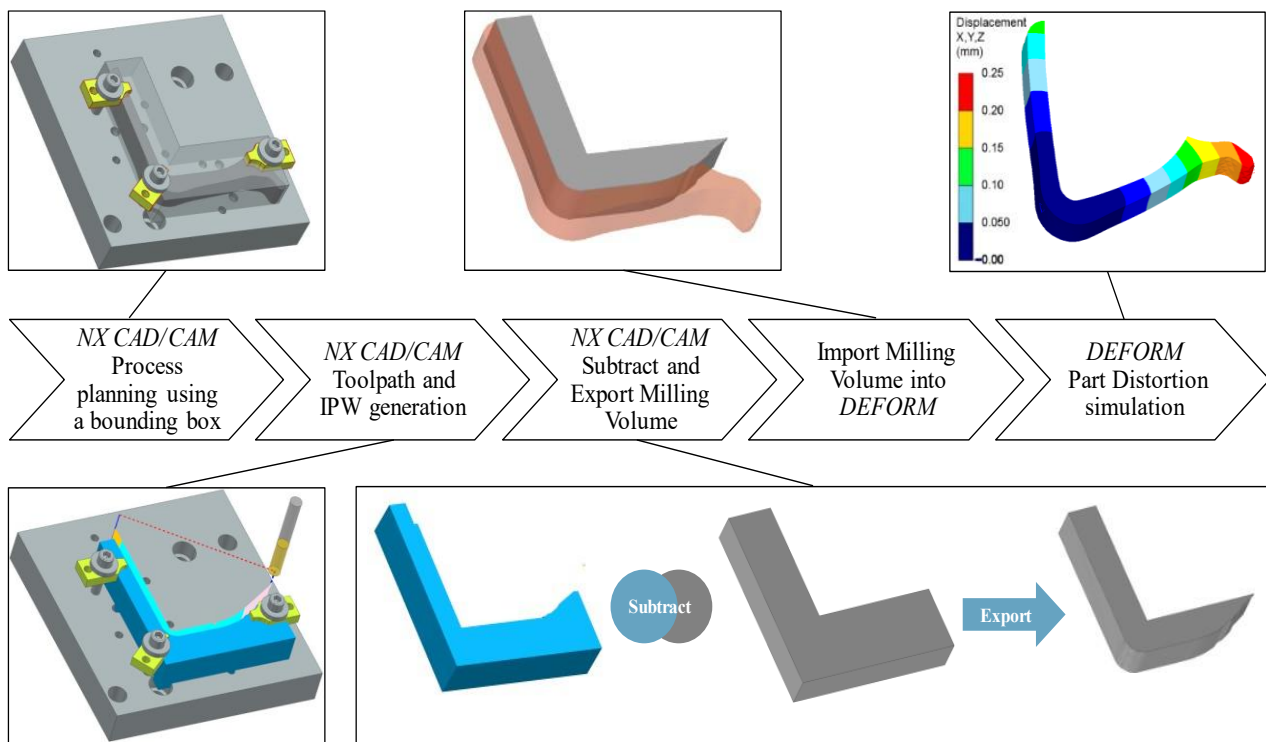 Displacement
X,Y,Z
(mm)
0.25
0.20
0.15
0.10
0.050
-0.00
NX CAD/CAM
Process
planning using
a bounding box
NX CAD/CAM
Toolpath and
IPW generation
NX CAD/CAM
Subtract and
Export Milling
Volume
Import Milling
Volume into
DEFORM
DEFORM
Part Distortion
simulation
Subtract
Export